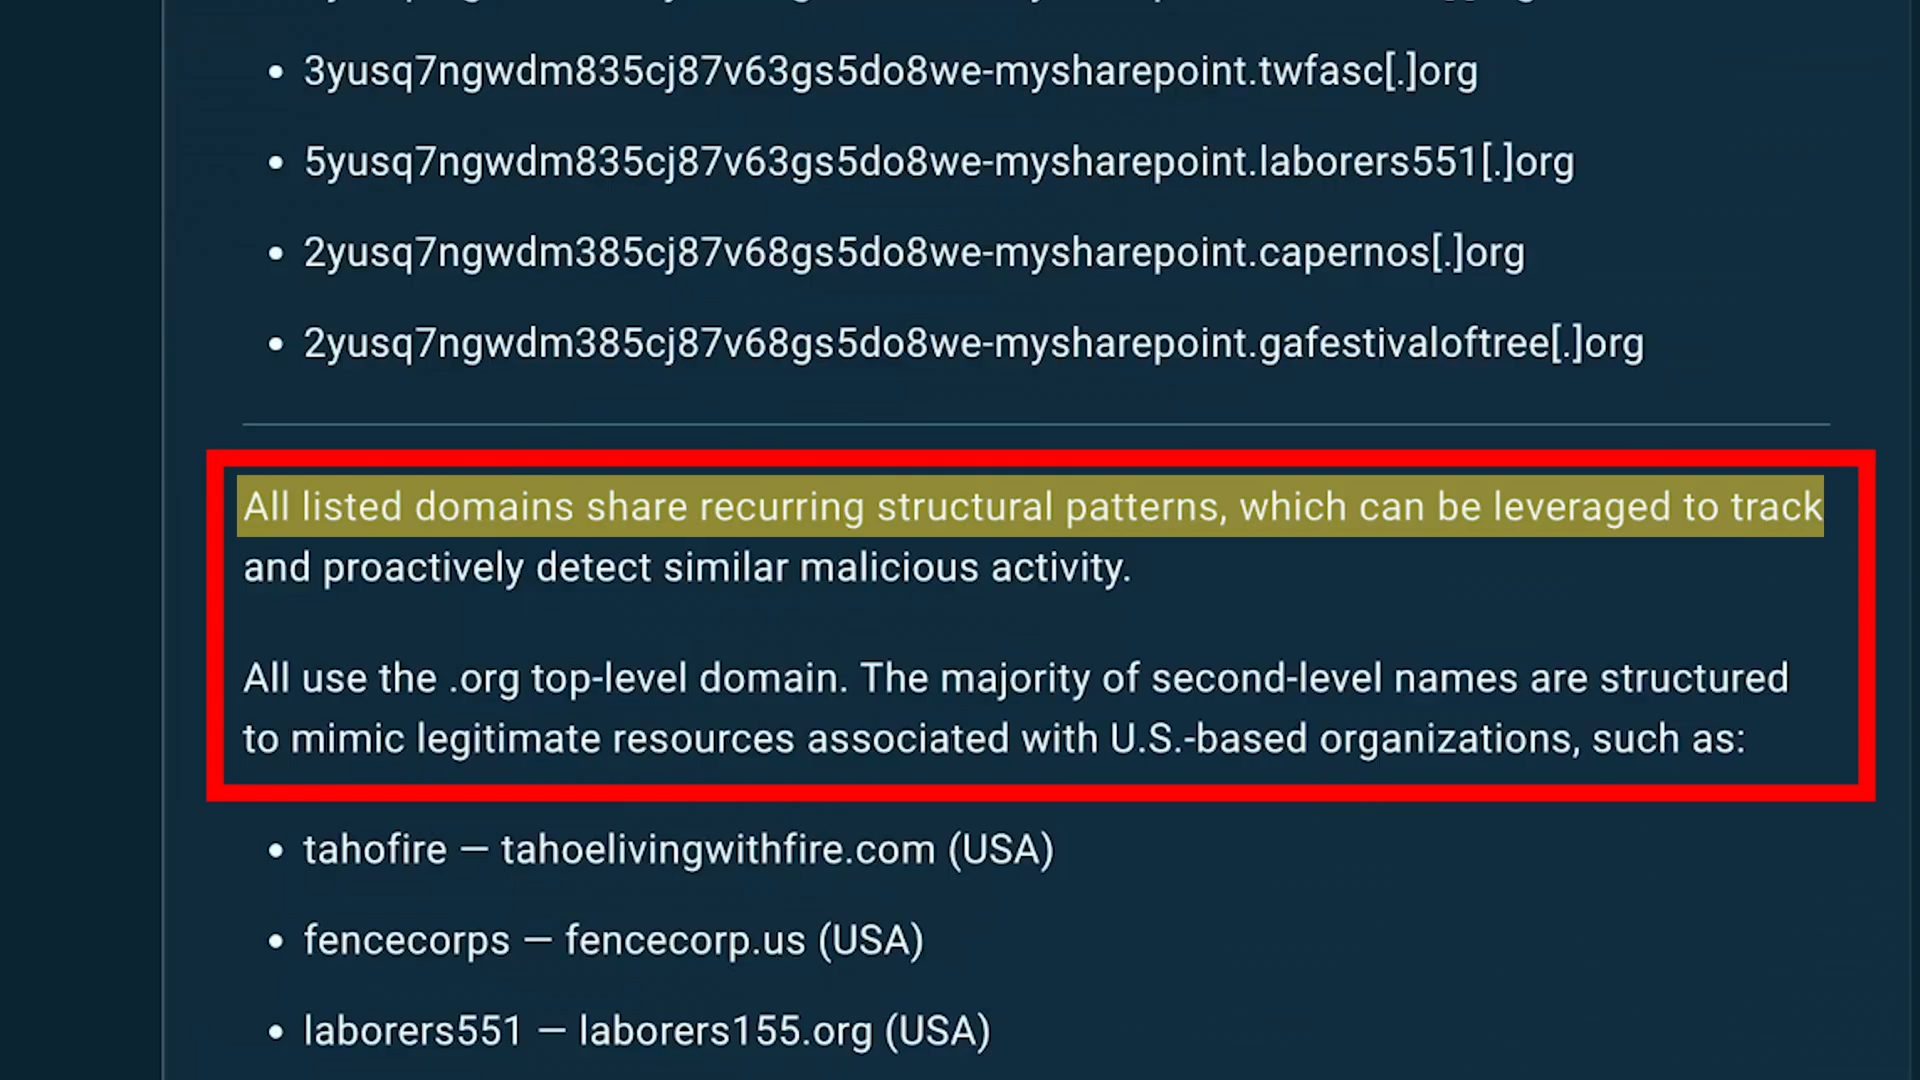 3yusq7ngwdm835cj87v63gs5do8we-mysharepoint.twfasc[.]org
5yusq7ngwdm835cj87v63gs5do8we-mysharepoint.laborers551[.]org
2yusq7ngwdm385cj87v68gs5do8we-mysharepoint.capernos[.]org
2yusq7ngwdm385cj87v68gs5do8we-mysharepoint.gafestivaloftree[.]org
All listed domains share recurring structural patterns, which can be leveraged to track
and proactively detect similar malicious activity.
All use the .org top-level domain. The majority of second-level names are structured
to mimic legitimate resources associated with U.S.-based organizations, such as:
tahofire — tahoelivingwithfire.com (USA)
fencecorps — fencecorp.us (USA)
laborers551 — laborers155.org (USA)